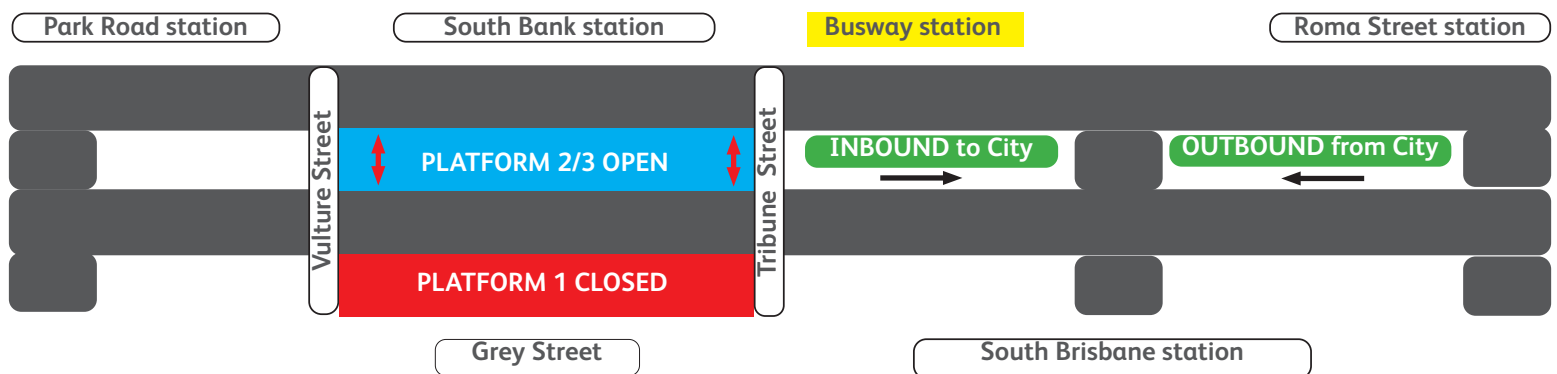 Park Road station
South Bank station
Busway station
Roma Street station
Vulture Street
PLATFORM 2/3 OPEN
Tribune Street
INBOUND to City
OUTBOUND from City
PLATFORM 1 CLOSED
Grey Street
South Brisbane station